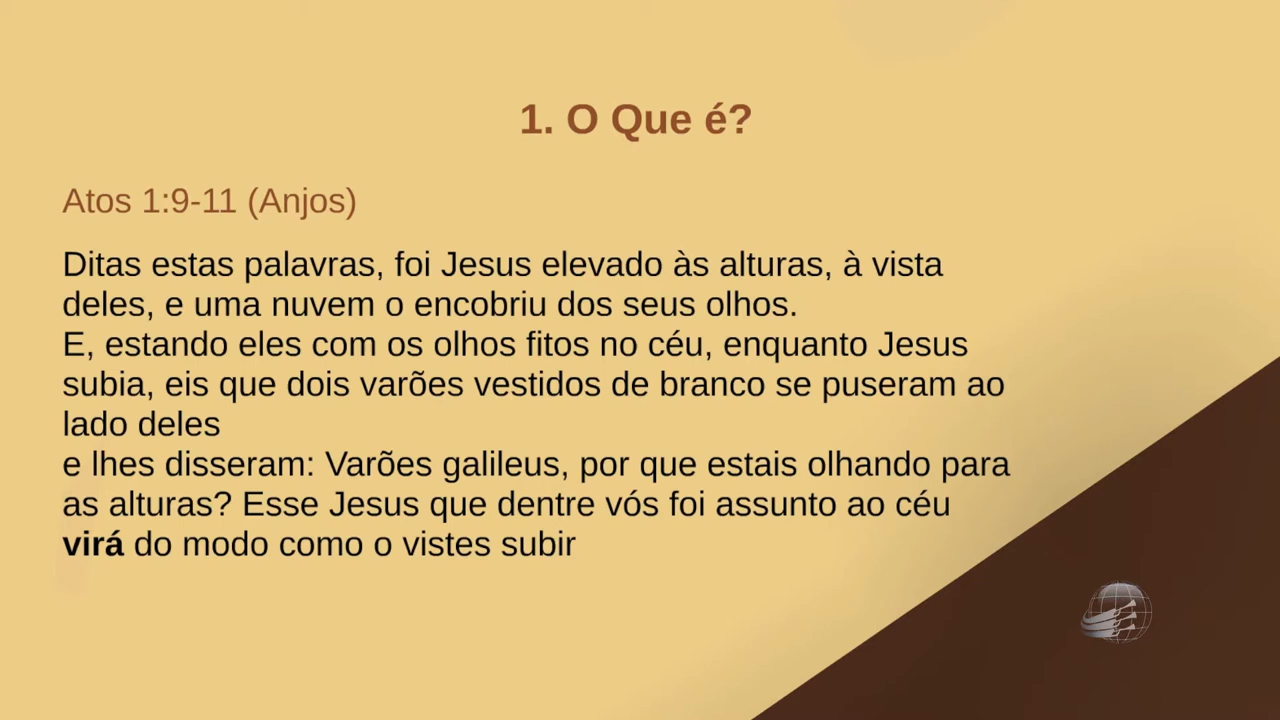 1. O Que é?
Atos 1:9-11 (Anjos)
Ditas estas palavras, foi Jesus elevado às alturas, à vista
deles, e uma nuvem o encobriu dos seus olhos.
E, estando eles com os olhos fitos no céu, enquanto Jesus
subia, eis que dois varões vestidos de branco se puseram ao
lado deles
e lhes disseram: Varões galileus, por que estais olhando para
as alturas? Esse Jesus que dentre vós foi assunto ao céu
virá do modo como o vistes subir